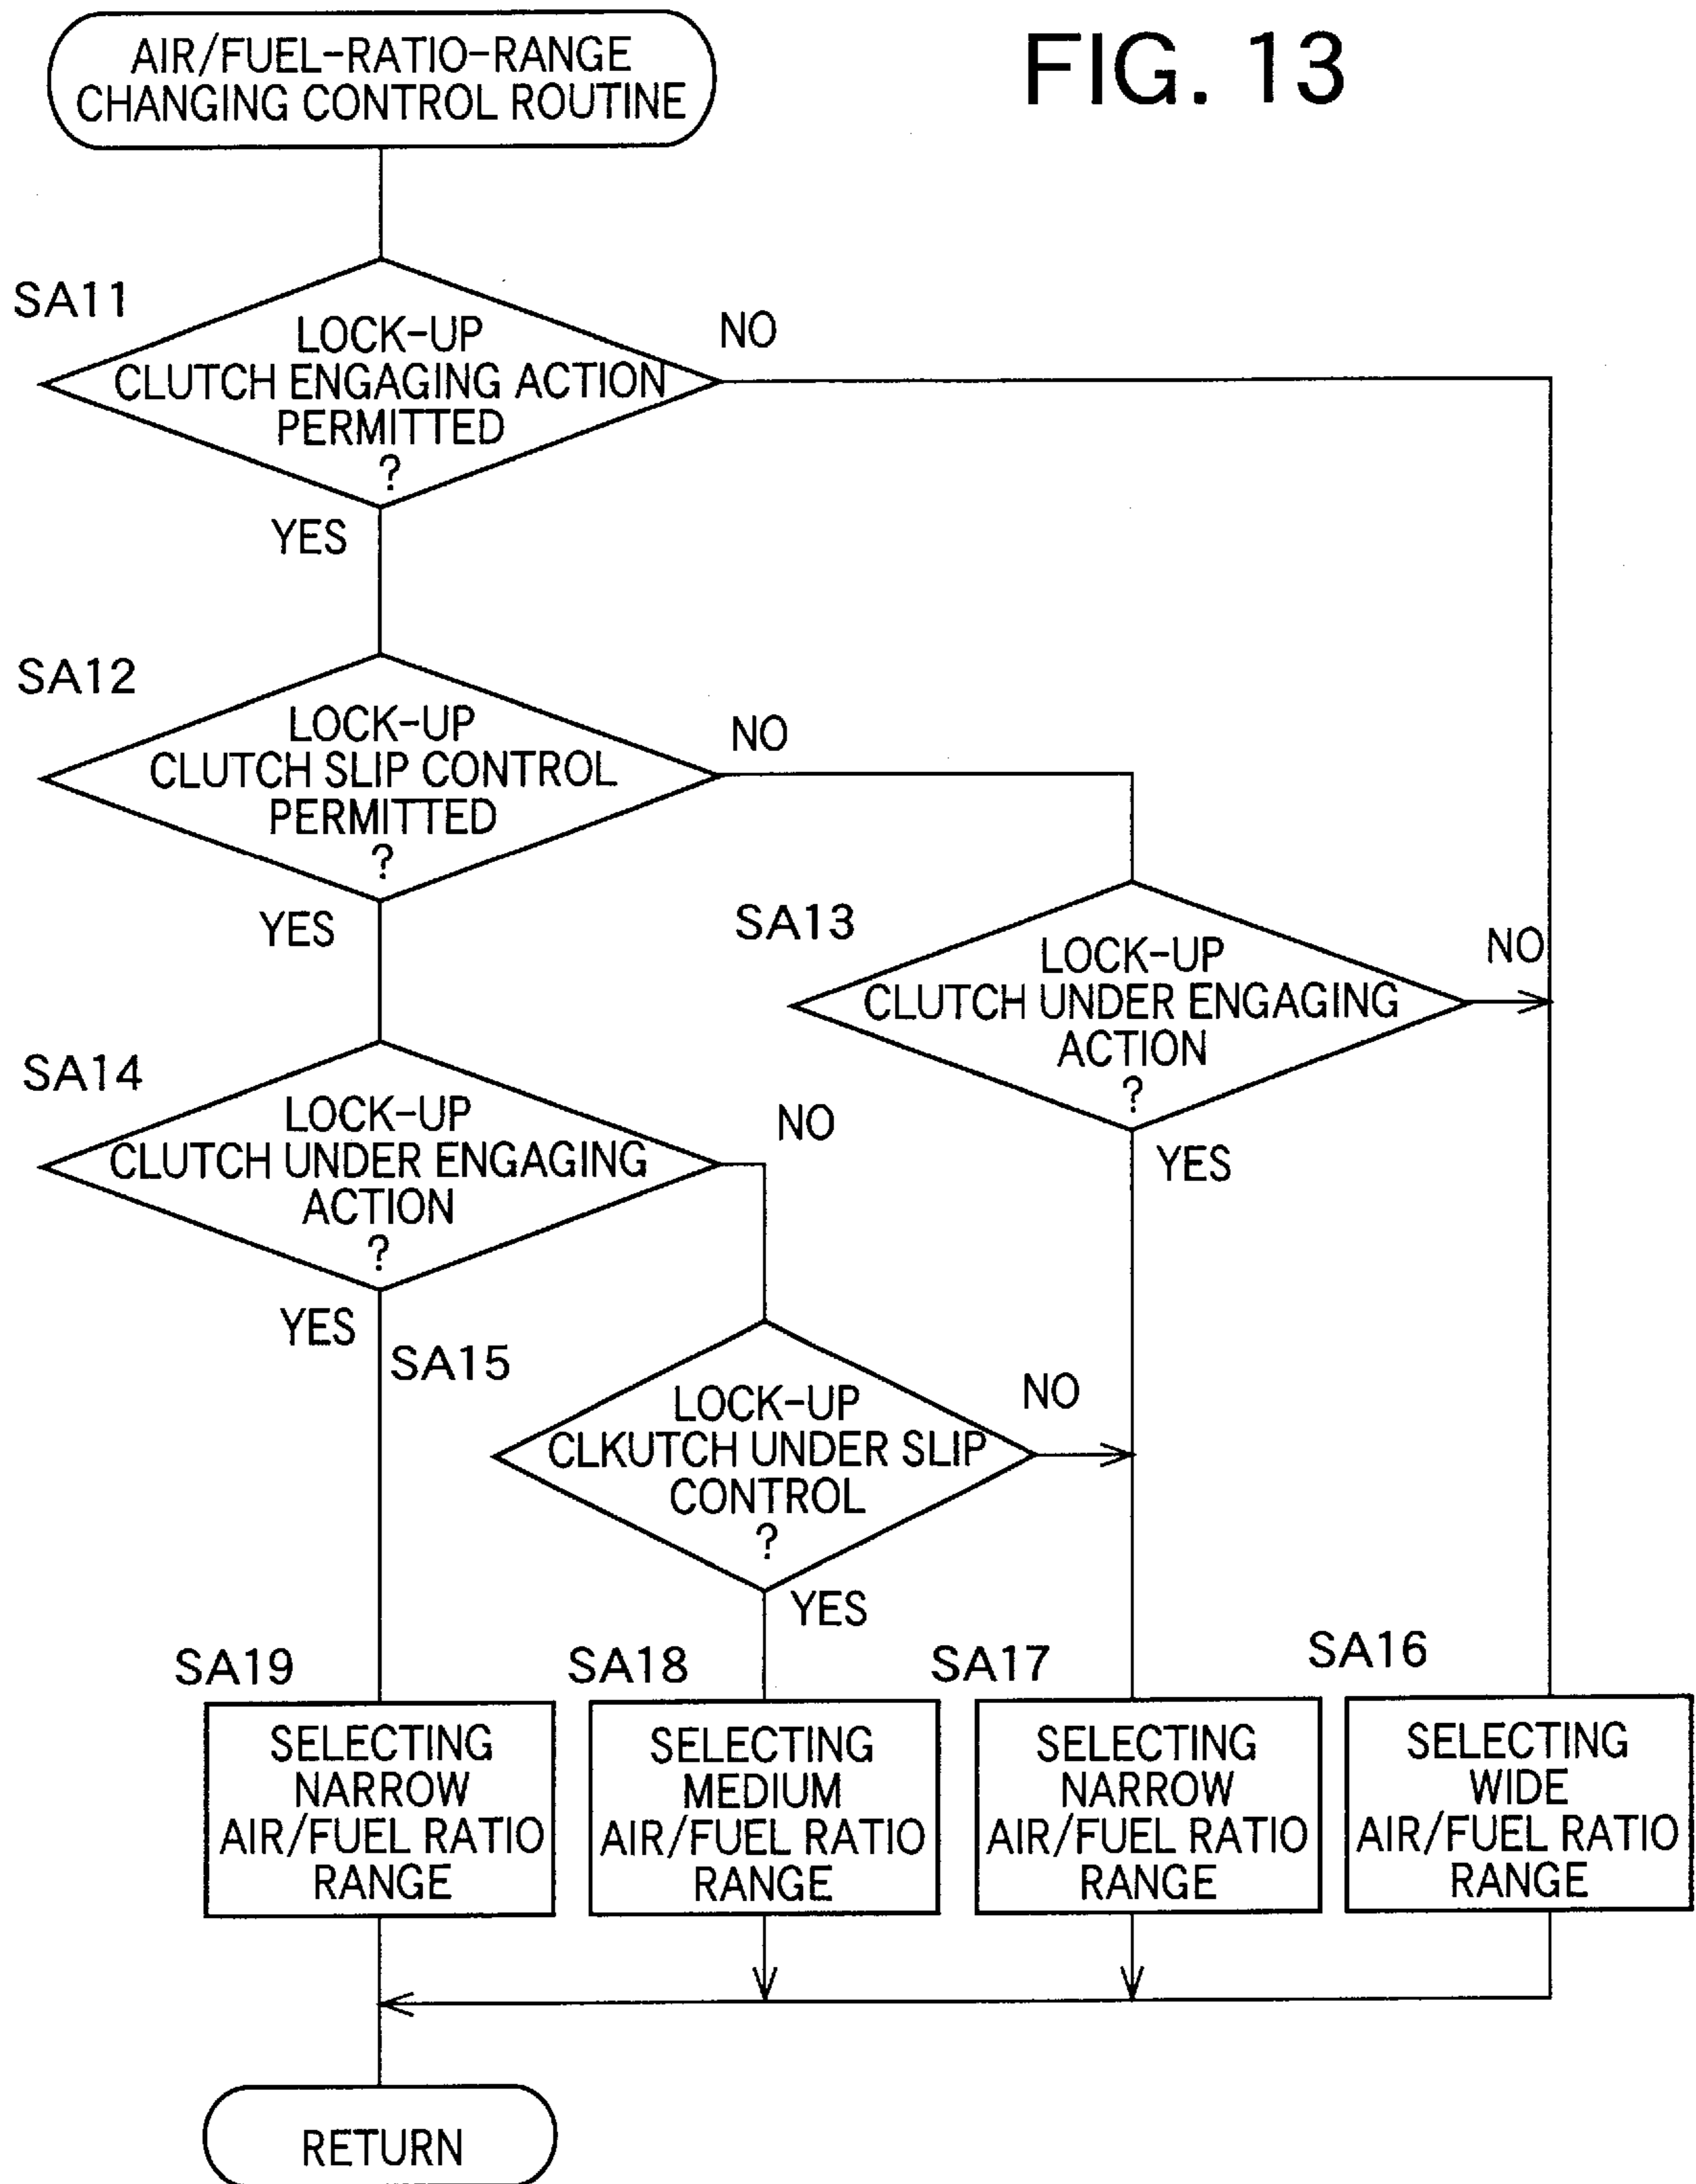 FIG. 13
AIR/FUEL-RATIO-RANGE
CHANGING CONTROL ROUTINE
SA11
LOCK-UP
CLUTCH ENGAGING ACTION
PERMITTED
?
NO
YES
SA12
LOCK-UP
CLUTCH SLIP CONTROL
PERMITTED
?
NO
YES
SA13
LOCK-UP
CLUTCH UNDER ENGAGING
ACTION
?
NO
YES
SA14
LOCK-UP
CLUTCH UNDER ENGAGING
ACTION
?
NO
YES
SA15
LOCK-UP
CLKUTCH UNDER SLIP
CONTROL
?
NO
YES
SA19
SELECTING
NARROW
AIR/FUEL RATIO
RANGE
SA18
SELECTING
MEDIUM
AIR/FUEL RATIO
RANGE
SA17
SELECTING
NARROW
AIR/FUEL RATIO
RANGE
SA16
SELECTING
WIDE
AIR/FUEL RATIO
RANGE
RETURN